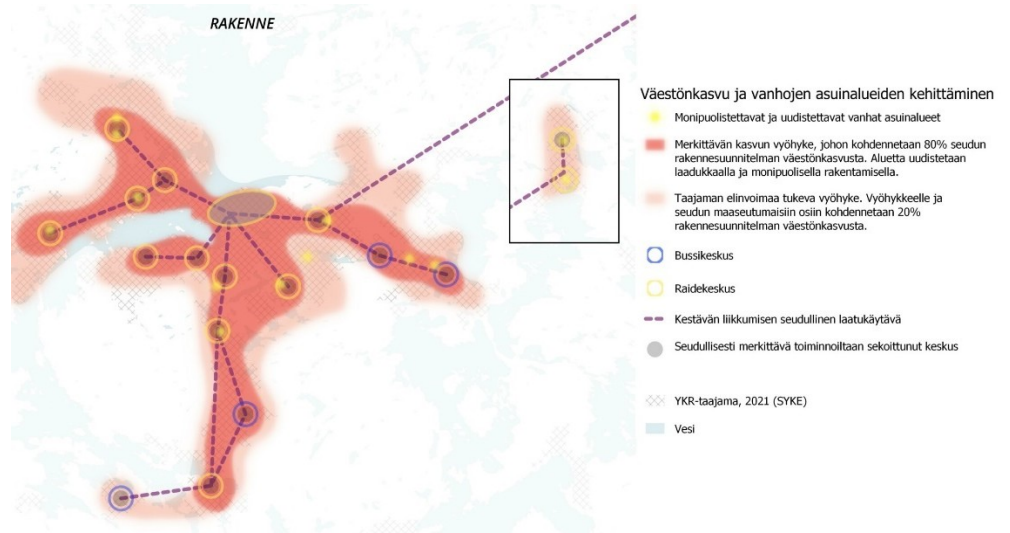 RAKENNE
Väestönkasvu ja vanhojen asuinalueiden kehittäminen
Monipuolistettavat ja uudistettavat vanhat asuinalueet
Merkittävän kasvun vyöhyke, johon kohdennetaan 80% seudun
rakennesuunnitelman väestönkasvusta. Aluetta uudistetaan
laadukkaalla ja monipuolisella rakentamisella.
Taajaman elinvoimaa tukeva vyöhyke. Vyöhykkeelle ja
seudun maaseutumaisiin osiin kohdennetaan 20%
rakennesuunnitelman väestönkasvusta.
Bussikeskus
Raidekeskus
Kestävän liikkumisen seudullinen laatukäytävä
Seudullisesti merkittävä toiminnoiltaan sekoittunut keskus
YKR-taajama, 2021 (SYKE)
Vesi